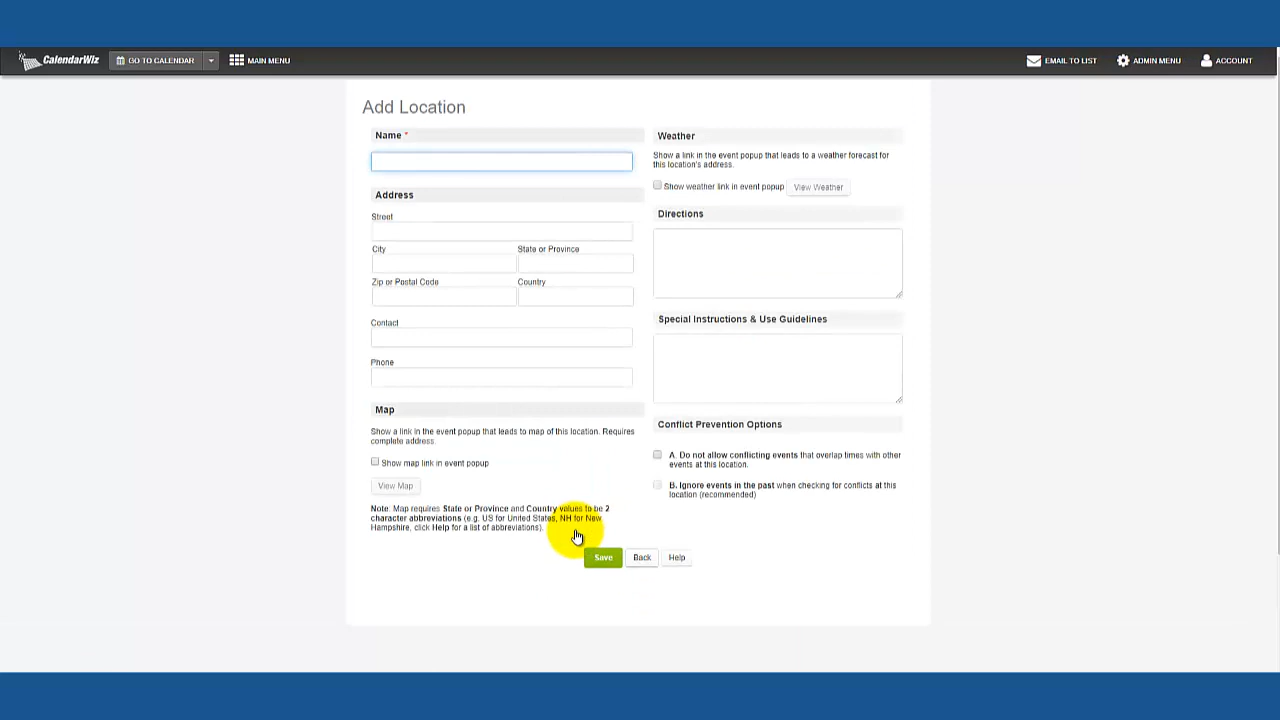 CalendarWiz
GO TO CALENDAR
MAIN MENU
EMAIL TO LIST
ADMIN MENU
ACCOUNT
Add Location
Name *
Address
Street
City
State or Province
Zip or Postal Code
Country
Contact
Phone
Map
Show a link in the event popup that leads to map of this location. Requires
complete address.
Show map link in event popup
View Map
Note: Map requires State or Province and Country values to be 2
character abbreviations (e.g. US for United States, NH for New
Hampshire, click Help for a list of abbreviations).
Weather
Show a link in the event popup that leads to a weather forecast for
this location's address.
Show weather link in event popup
View Weather
Directions
Special Instructions & Use Guidelines
Conflict Prevention Options
A. Do not allow conflicting events that overlap times with other
events at this location.
B. Ignore events in the past when checking for conflicts at this
location (recommended)
Save
Back
Help